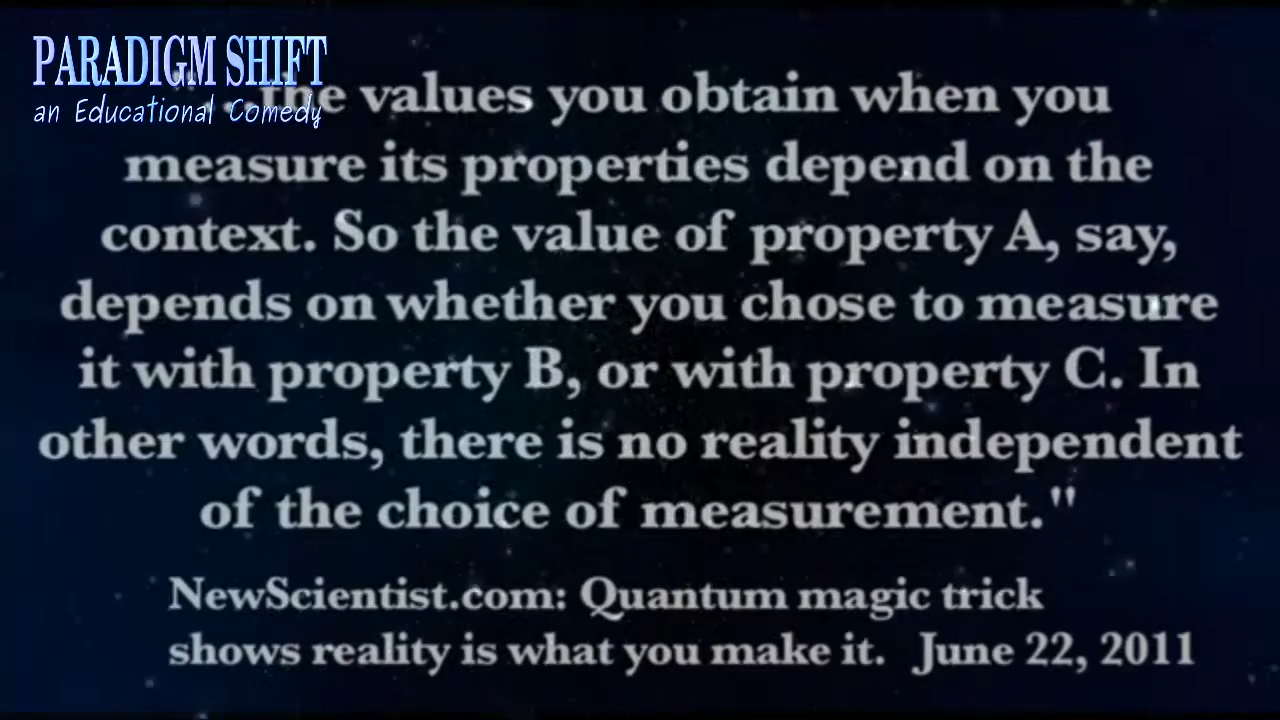 PARADIGM SHIFT
an Educational Comedy
the values you obtain when you
measure its properties depend on the
context. So the value of property A, say,
depends on whether you chose to measure
it with property B, or with property C. In
other words, there is no reality independent
of the choice of measurement."
NewScientist.com: Quantum magic trick
shows reality is what you make it. June 22, 2011